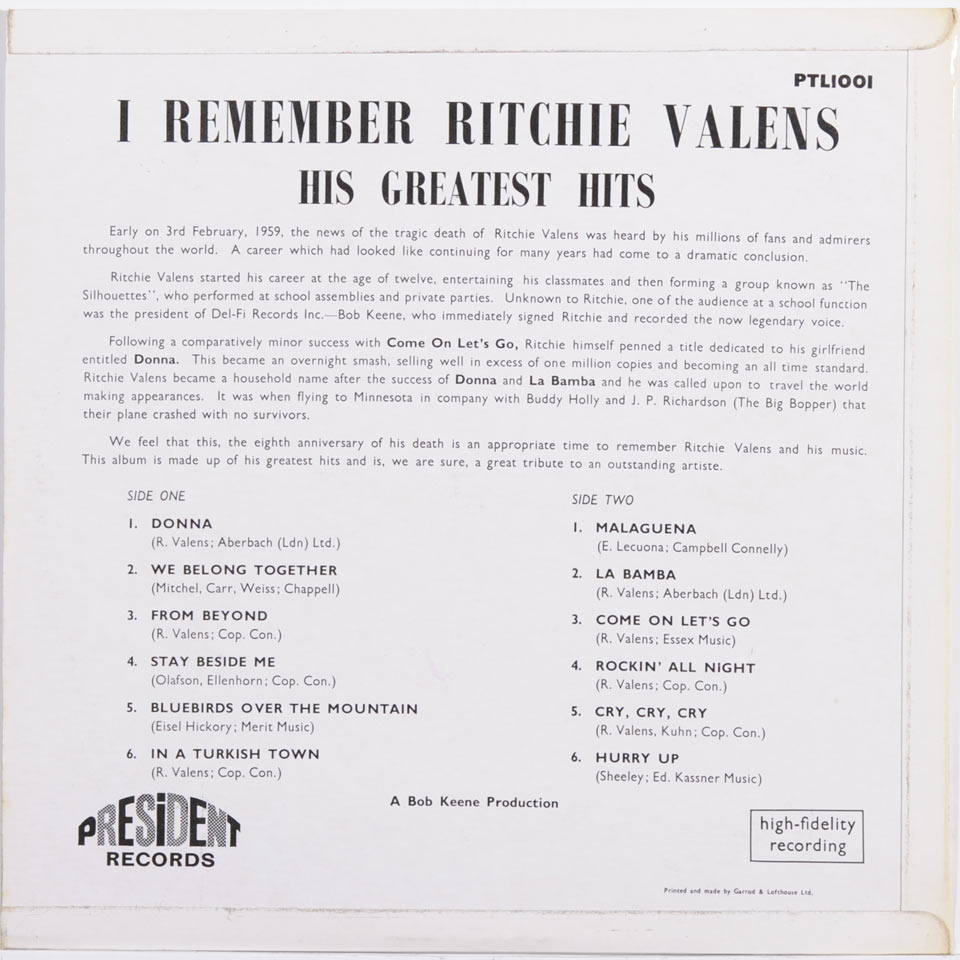 PTL1001
I REMEMBER RITCHIE VALENS
HIS GREATEST HITS
Early on 3rd February, 1959, the news of the tragic death of Ritchie Valens was heard by his millions of fans and admirers
throughout the world. A career which had looked like continuing for many years had come to a dramatic conclusion.
Ritchie Valens started his career at the age of twelve, entertaining his classmates and then forming a group known as "The
Silhouettes", who performed at school assemblies and private parties. Unknown to Ritchie, one of the audience at a school function
was the president of Del-Fi Records Inc.—Bob Keene, who immediately signed Ritchie and recorded the now legendary voice.
Following a comparatively minor success with Come On Let's Go, Ritchie himself penned a title dedicated to his girlfriend
entitled Donna. This became an overnight smash, selling well in excess of one million copies and becoming an all time standard.
Ritchie Valens became a household name after the success of Donna and La Bamba and he was called upon to travel the world
making appearances. It was when flying to Minnesota in company with Buddy Holly and J. P. Richardson (The Big Bopper) that
their plane crashed with no survivors.
We feel that this, the eighth anniversary of his death is an appropriate time to remember Ritchie Valens and his music.
This album is made up of his greatest hits and is, we are sure, a great tribute to an outstanding artiste.
SIDE ONE
1. DONNA
(R. Valens; Aberbach (Ldn) Ltd.)
2. WE BELONG TOGETHER
(Mitchel, Carr, Weiss; Chappell)
3. FROM BEYOND
(R. Valens; Cop. Con.)
4. STAY BESIDE ME
(Olafson, Ellenhorn; Cop. Con.)
5. BLUEBIRDS OVER THE MOUNTAIN
(Eisel Hickory; Merit Music)
6. IN A TURKISH TOWN
(R. Valens; Cop. Con.)
SIDE TWO
1. MALAGUENA
(E. Lecuona; Campbell Connelly)
2. LA BAMBA
(R. Valens; Aberbach (Ldn) Ltd.)
3. COME ON LET'S GO
(R. Valens; Essex Music)
4. ROCKIN' ALL NIGHT
(R. Valens; Cop. Con.)
5. CRY, CRY, CRY
(R. Valens, Kuhn; Cop. Con.)
6. HURRY UP
(Sheeley; Ed. Kassner Music)
A Bob Keene Production
PRESiDENT
RECORDS
high-fidelity
recording
Printed and made by Garrod & Lofthouse Ltd.